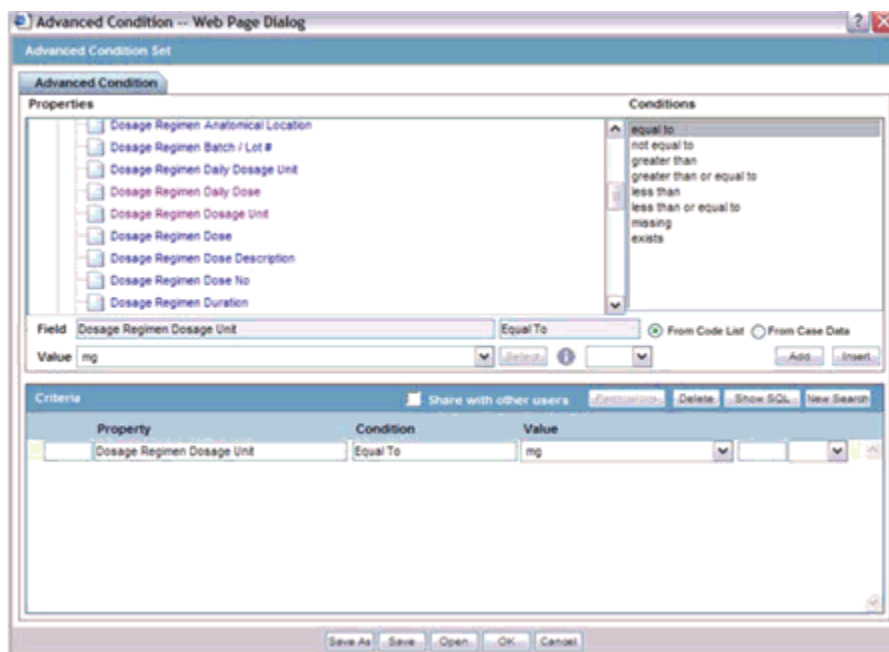 Advanced Condition -- Web Page Dialog
Advanced Condition Set
Advanced Condition
Properties Conditions
Dosage Regimen Anatomical Location
Dosage Regimen Batch / Lot #
Dosage Regimen Daily Dosage Unit
Dosage Regimen Daily Dose
Dosage Regimen Dosage Unit
Dosage Regimen Dose
Dosage Regimen Dose Description
Dosage Regimen Dose No
Dosage Regimen Duration
equal to
not equal to
greater than
greater than or equal to
less than
less than or equal to
missing
exists
Field Dosage Regimen Dosage Unit Equal To From Code List From Case Data
Value mg Select Add Insert
Criteria Share with other users Permissions Delete Show SQL New Search
Property Condition Value
Dosage Regimen Dosage Unit Equal To mg
Save As Save Open OK Cancel